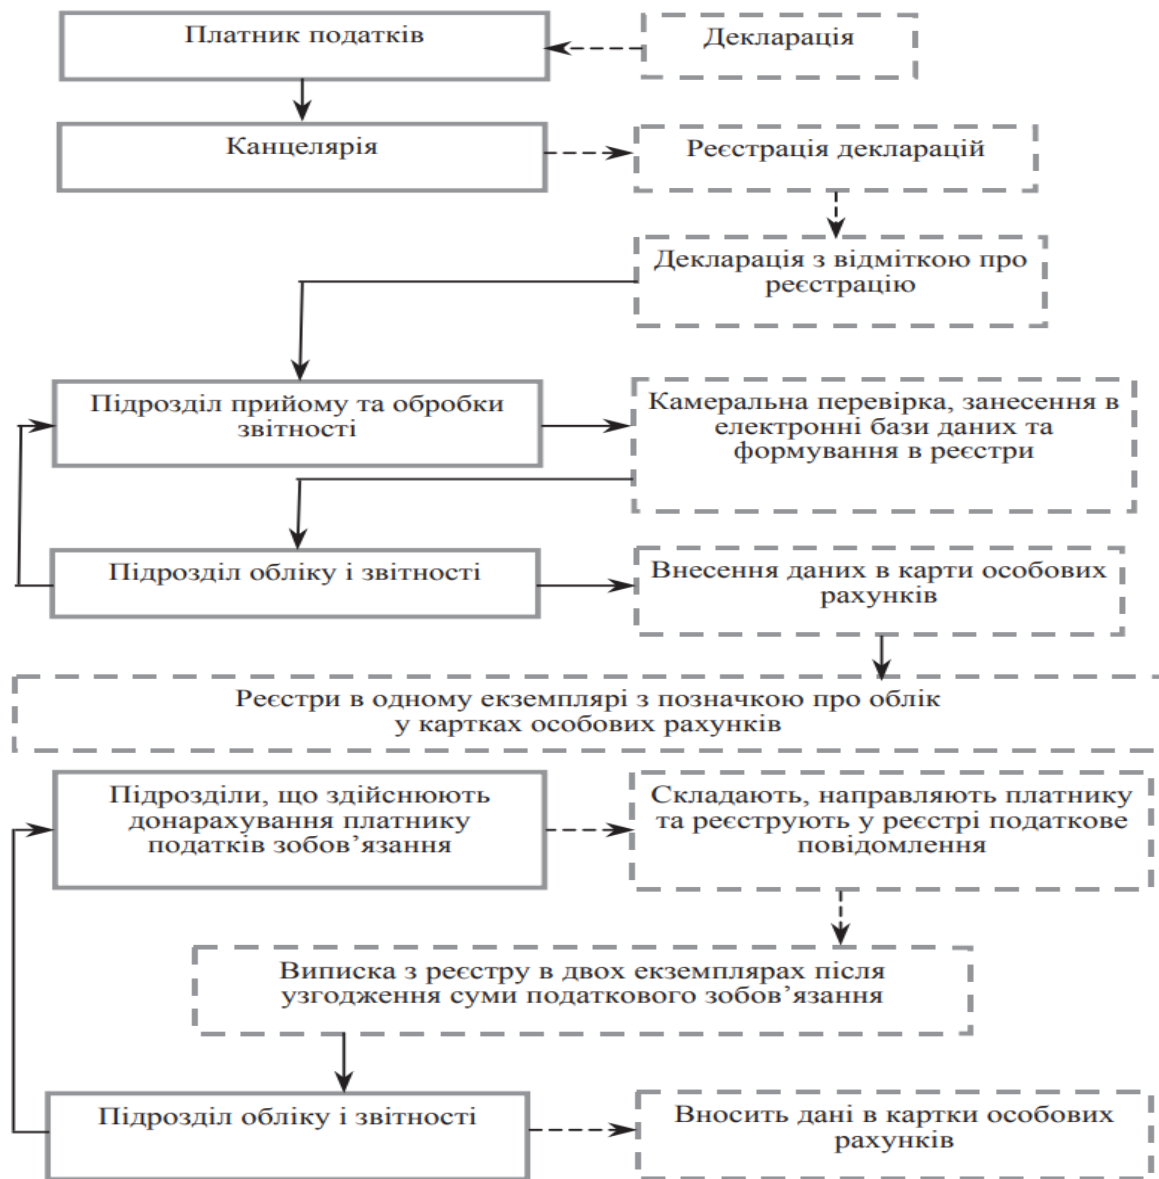 Платник податків
Декларація
Канцелярія
Реєстрація декларацій
Декларація з відміткою про
реєстрацію
Підрозділ прийому та обробки
звітності
Камеральна перевірка, занесення в
електронні бази даних та
формування в реєстри
Підрозділ обліку і звітності
Внесення даних в карти особових
рахунків
Реєстри в одному екземплярі з позначкою про облік
у картках особових рахунків
Підрозділи, що здійснюють
донарахування платнику
податків зобов’язання
Складають, направляють платнику
та реєструють у реєстрі податкове
повідомлення
Виписка з реєстру в двох екземплярах після
узгодження суми податкового зобов’язання
Підрозділ обліку і звітності
Вносить дані в картки особових
рахунків